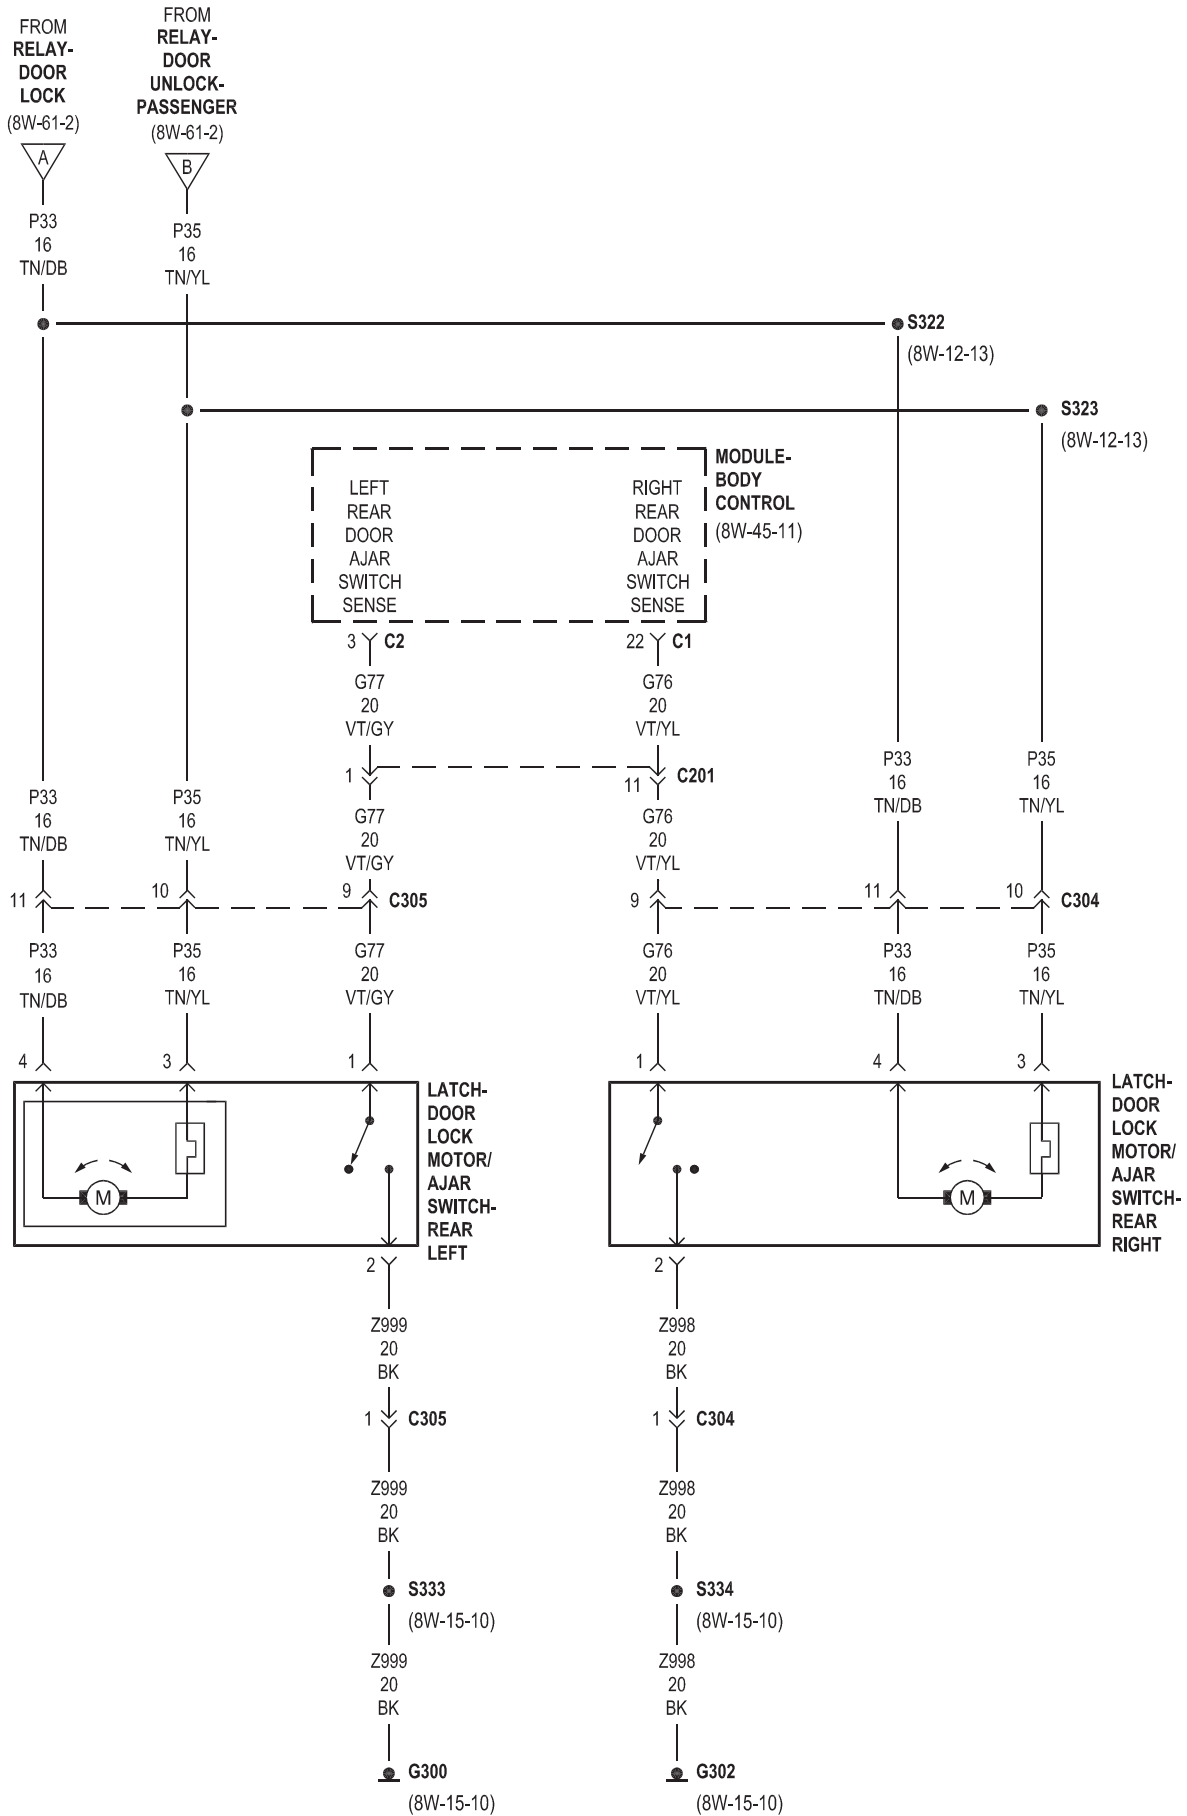 FROM
RELAY-
DOOR
LOCK
(8W-61-2)
A
FROM
RELAY-
DOOR
UNLOCK-
PASSENGER
(8W-61-2)
B
P33
16
TN/DB
P35
16
TN/YL
S322
(8W-12-13)
S323
(8W-12-13)
LEFT
REAR
DOOR
AJAR
SWITCH
SENSE
RIGHT
REAR
DOOR
AJAR
SWITCH
SENSE
MODULE-
BODY
CONTROL
(8W-45-11)
3 C2
22 C1
G77
20
VT/GY
G76
20
VT/YL
1
11
C201
P33
16
TN/DB
P35
16
TN/YL
G77
20
VT/GY
G76
20
VT/YL
P33
16
TN/DB
P35
16
TN/YL
11
10
9
C305
9
11
10
C304
P33
16
TN/DB
P35
16
TN/YL
G77
20
VT/GY
G76
20
VT/YL
P33
16
TN/DB
P35
16
TN/YL
4
3
1
1
4
3
M
LATCH-
DOOR
LOCK
MOTOR/
AJAR
SWITCH-
REAR
LEFT
M
LATCH-
DOOR
LOCK
MOTOR/
AJAR
SWITCH-
REAR
RIGHT
2
2
Z999
20
BK
Z998
20
BK
1 C305
1 C304
Z999
20
BK
Z998
20
BK
S333
(8W-15-10)
S334
(8W-15-10)
Z999
20
BK
Z998
20
BK
G300
(8W-15-10)
G302
(8W-15-10)